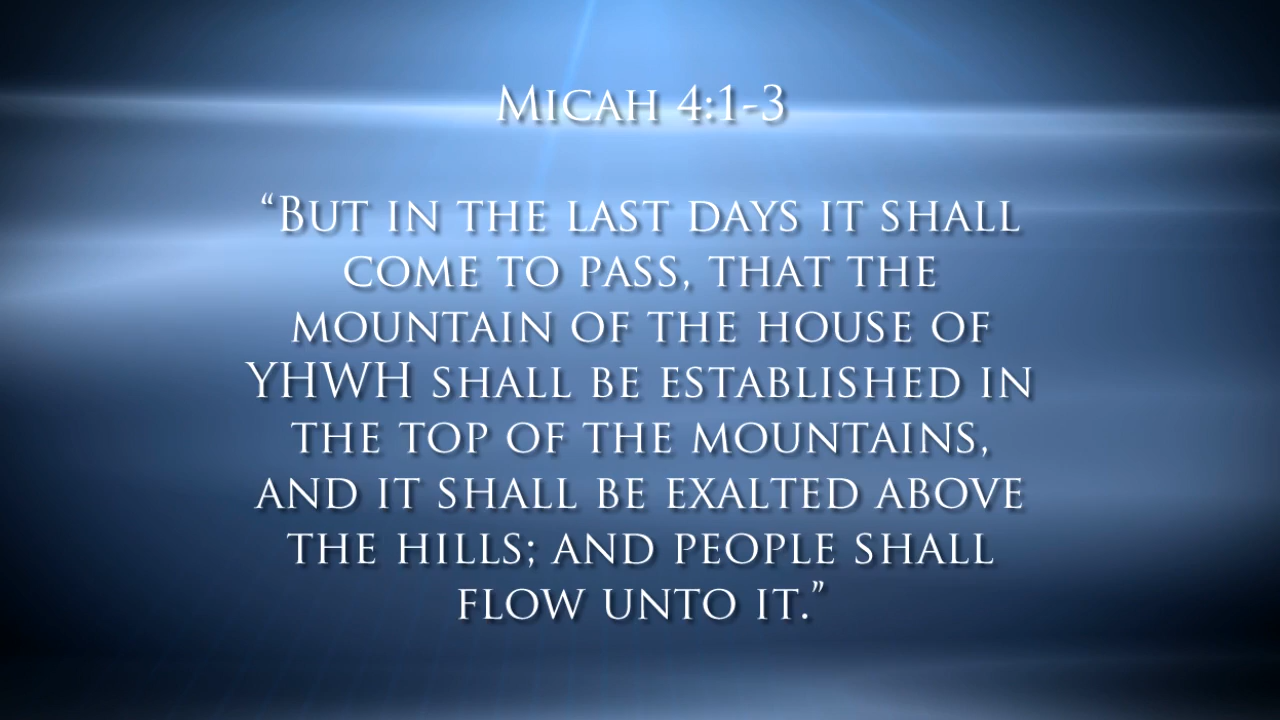 Micah 4:1-3
“But in the last days it shall
come to pass, that the
mountain of the house of
YHWH shall be established in
the top of the mountains,
and it shall be exalted above
the hills; and people shall
flow unto it.”